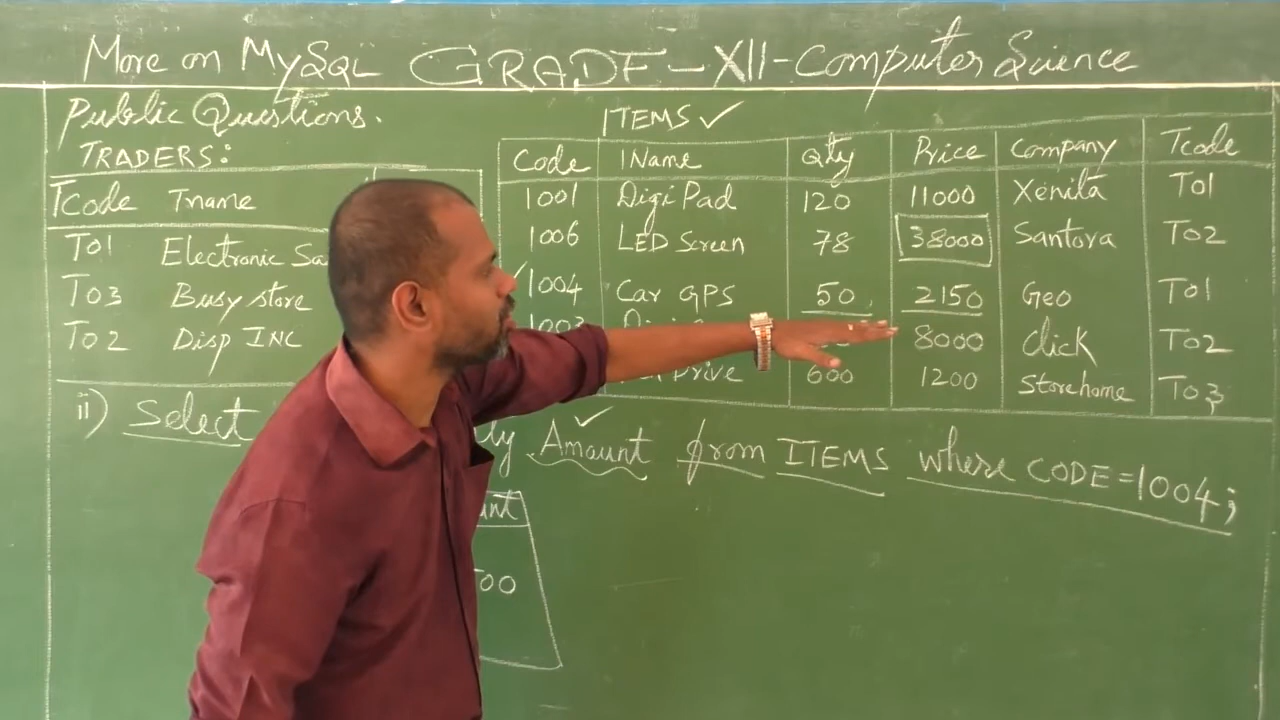 More on MySQL GRADE-XII-Computer Science
Public Questions.
TRADERS:
Tcode Tname
T01 Electronic Sa
T03 Busy store
T02 Disp INC
ITEMS ✓
Code IName Qty Price Company Tcode
1001 DigiPad 120 11000 Xenita T01
1006 LED Screen 78 38000 Santora T02
1004 Car GPS 50 2150 Geo T01
1003 8000 Click T02
600 1200 Storehome T03
ii) Select Amount from ITEMS where CODE=1004;